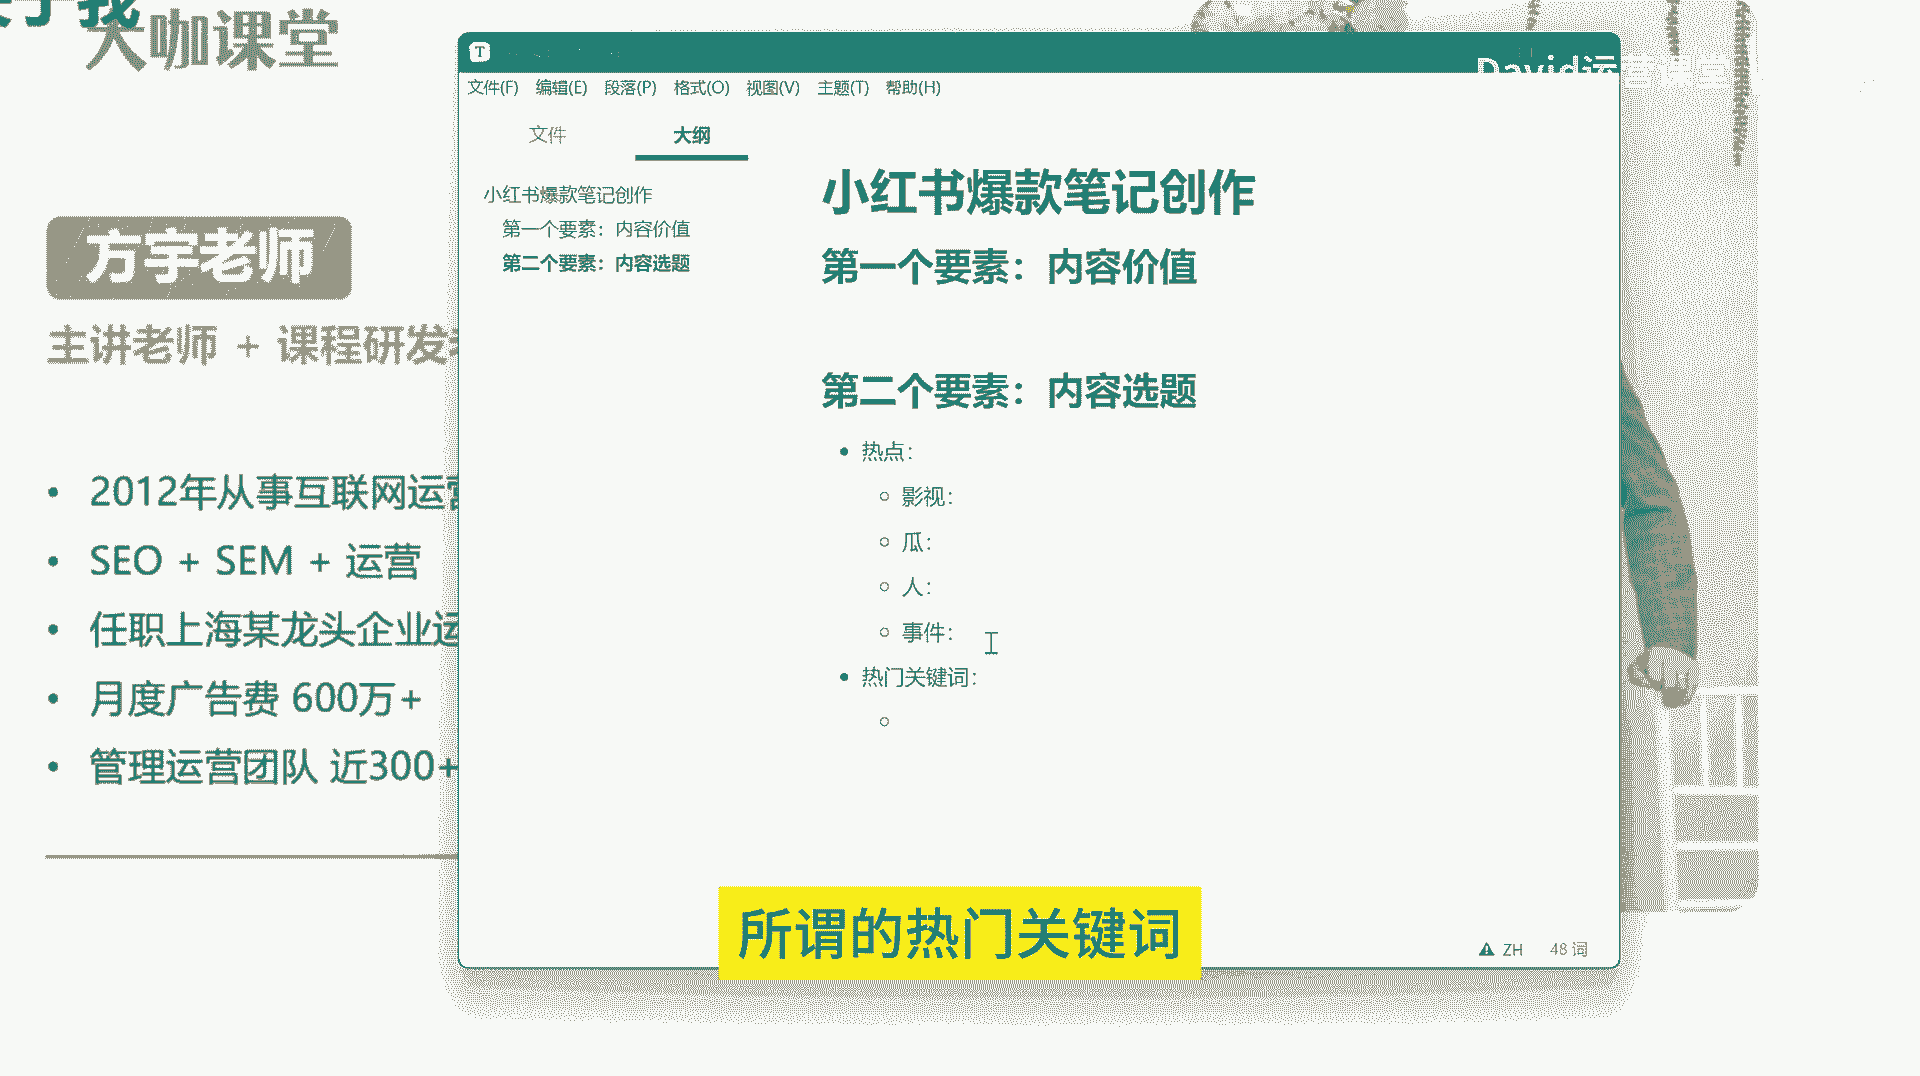 大咖课堂
方宇老师
主讲老师 + 课程研发
2012年从事互联网运营
SEO + SEM + 运营
任职上海某龙头企业运
月度广告费 600万+
管理运营团队 近300+
T
David运营课堂
文件(F) 编辑(E) 段落(P) 格式(O) 视图(V) 主题(T) 帮助(H)
文件 大纲
小红书爆款笔记创作
第一个要素：内容价值
第二个要素：内容选题
小红书爆款笔记创作
第一个要素：内容价值
第二个要素：内容选题
热点：
影视：
瓜：
人：
事件：
热门关键词：
所谓的热门关键词
ZH 48 词